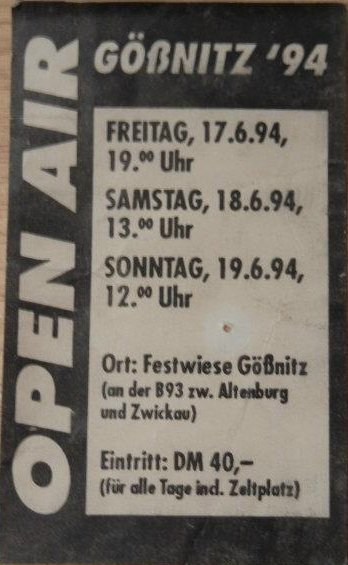 OPEN AIR
GÖßNITZ '94
FREITAG, 17.6.94,
19.00 Uhr
SAMSTAG, 18.6.94,
13.00 Uhr
SONNTAG, 19.6.94,
12.00 Uhr
Ort: Festwiese Gößnitz
(an der B93 zw. Altenburg
und Zwickau)
Eintritt: DM 40,–
(für alle Tage incl. Zeltplatz)